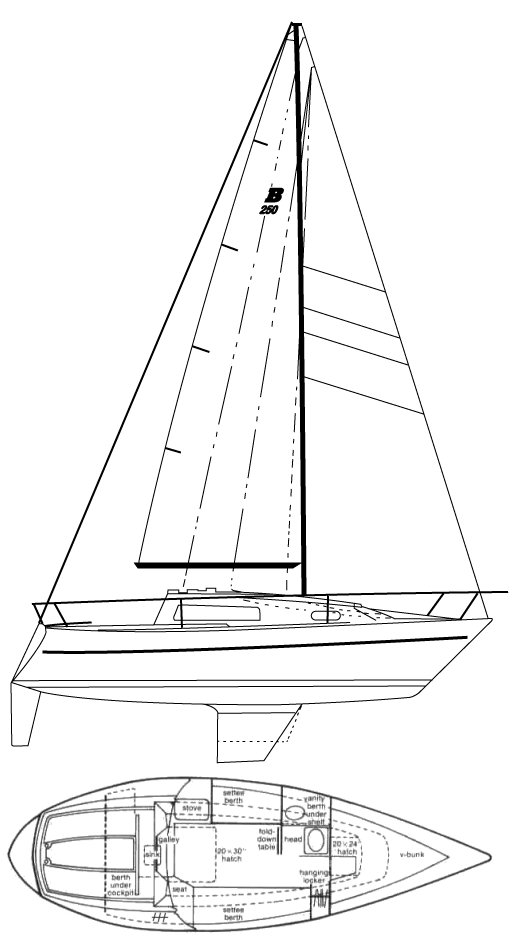 B
250
settee
berth
vanity
berth
under
shelf
stove
fold-
down
table
head
galley
sink
20 × 30"
hatch
20 × 24"
hatch
v-bunk
berth
under
cockpit
seat
hanging
locker
settee
berth